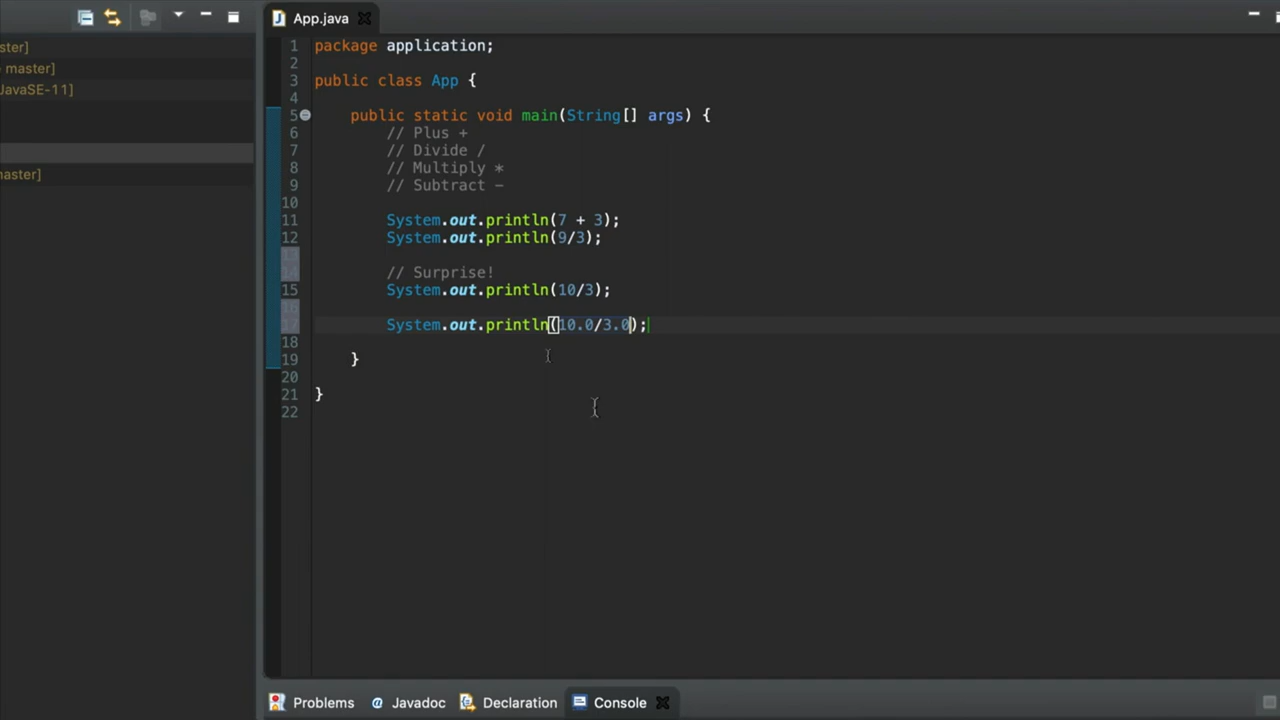 App.java
ster]
master]
JavaSE-11]
naster]
1 package application;
2
3 public class App {
4
5 public static void main(String[] args) {
6 // Plus +
7 // Divide /
8 // Multiply *
9 // Subtract -
10
11 System.out.println(7 + 3);
12 System.out.println(9/3);
13
14 // Surprise!
15 System.out.println(10/3);
16
17 System.out.println(10.0/3.0);
18
19 }
20
21 }
22
Problems Javadoc Declaration Console